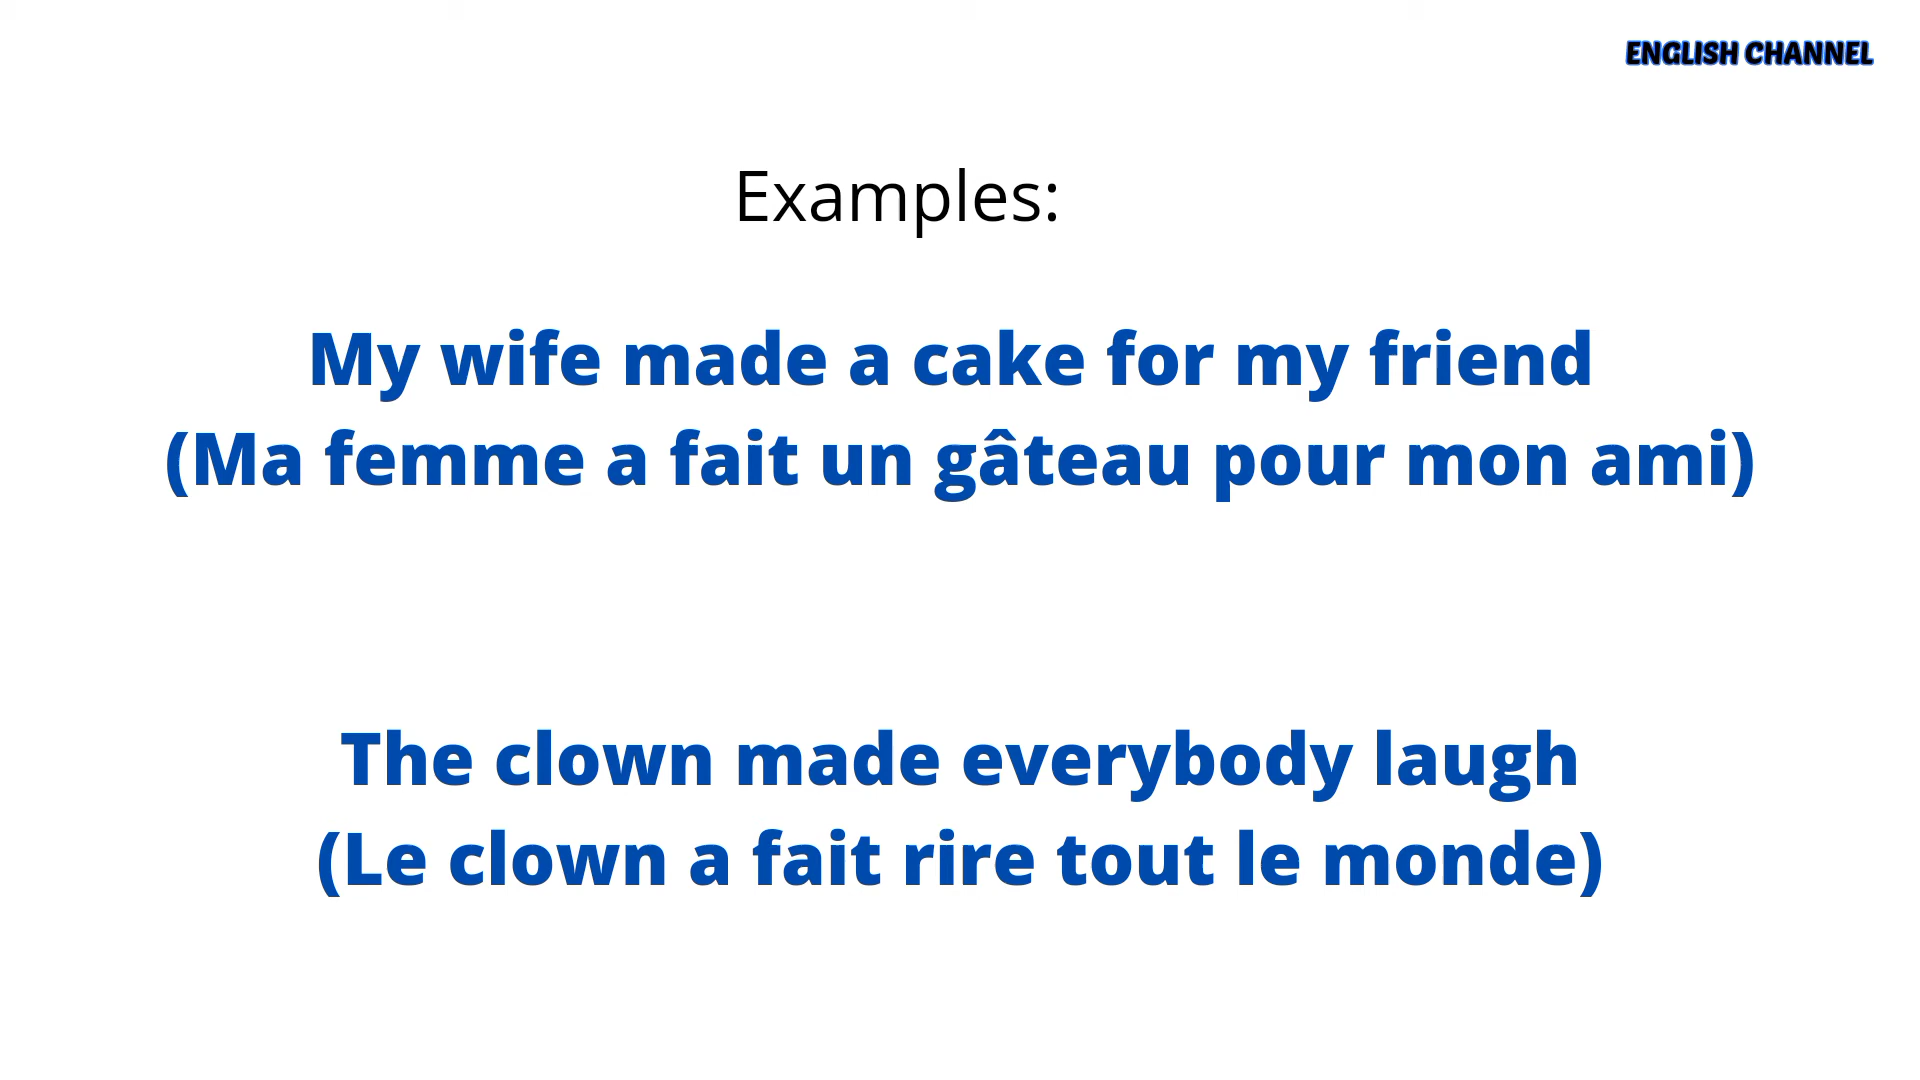 ENGLISH CHANNEL
Examples:
My wife made a cake for my friend
(Ma femme a fait un gâteau pour mon ami)
The clown made everybody laugh
(Le clown a fait rire tout le monde)